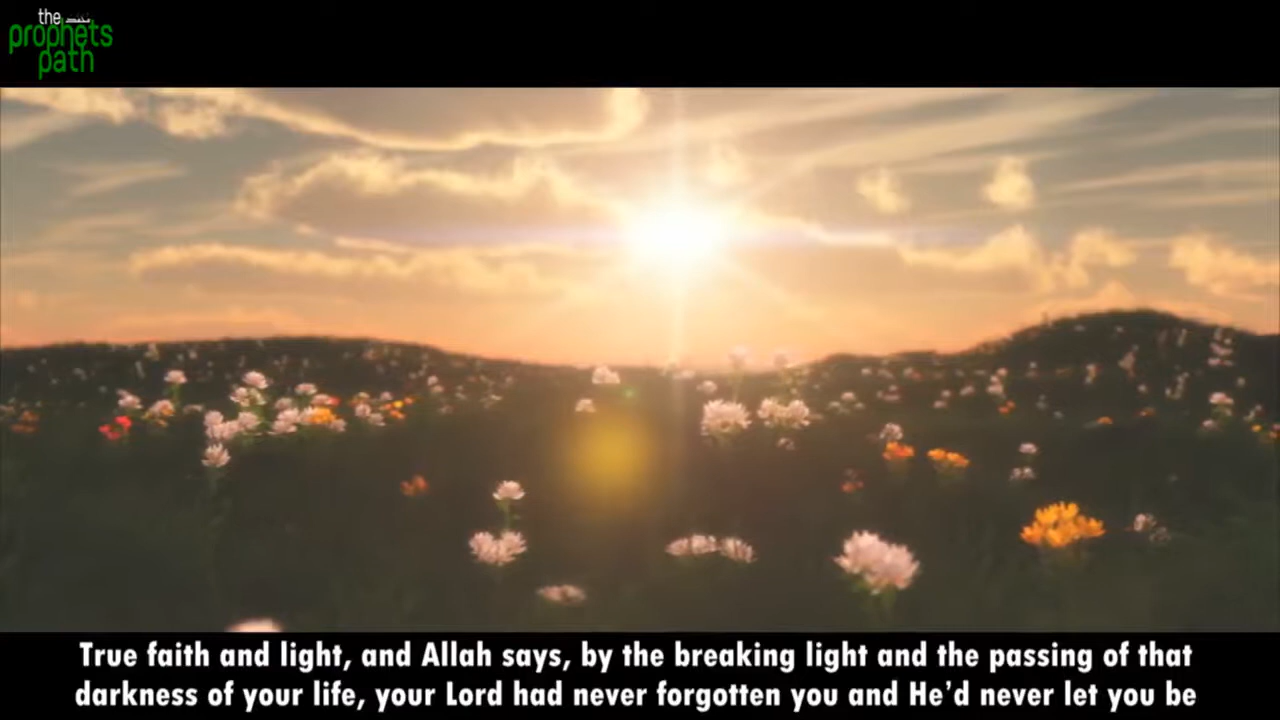 the
prophets
path
True faith and light, and Allah says, by the breaking light and the passing of that
darkness of your life, your Lord had never forgotten you and He’d never let you be